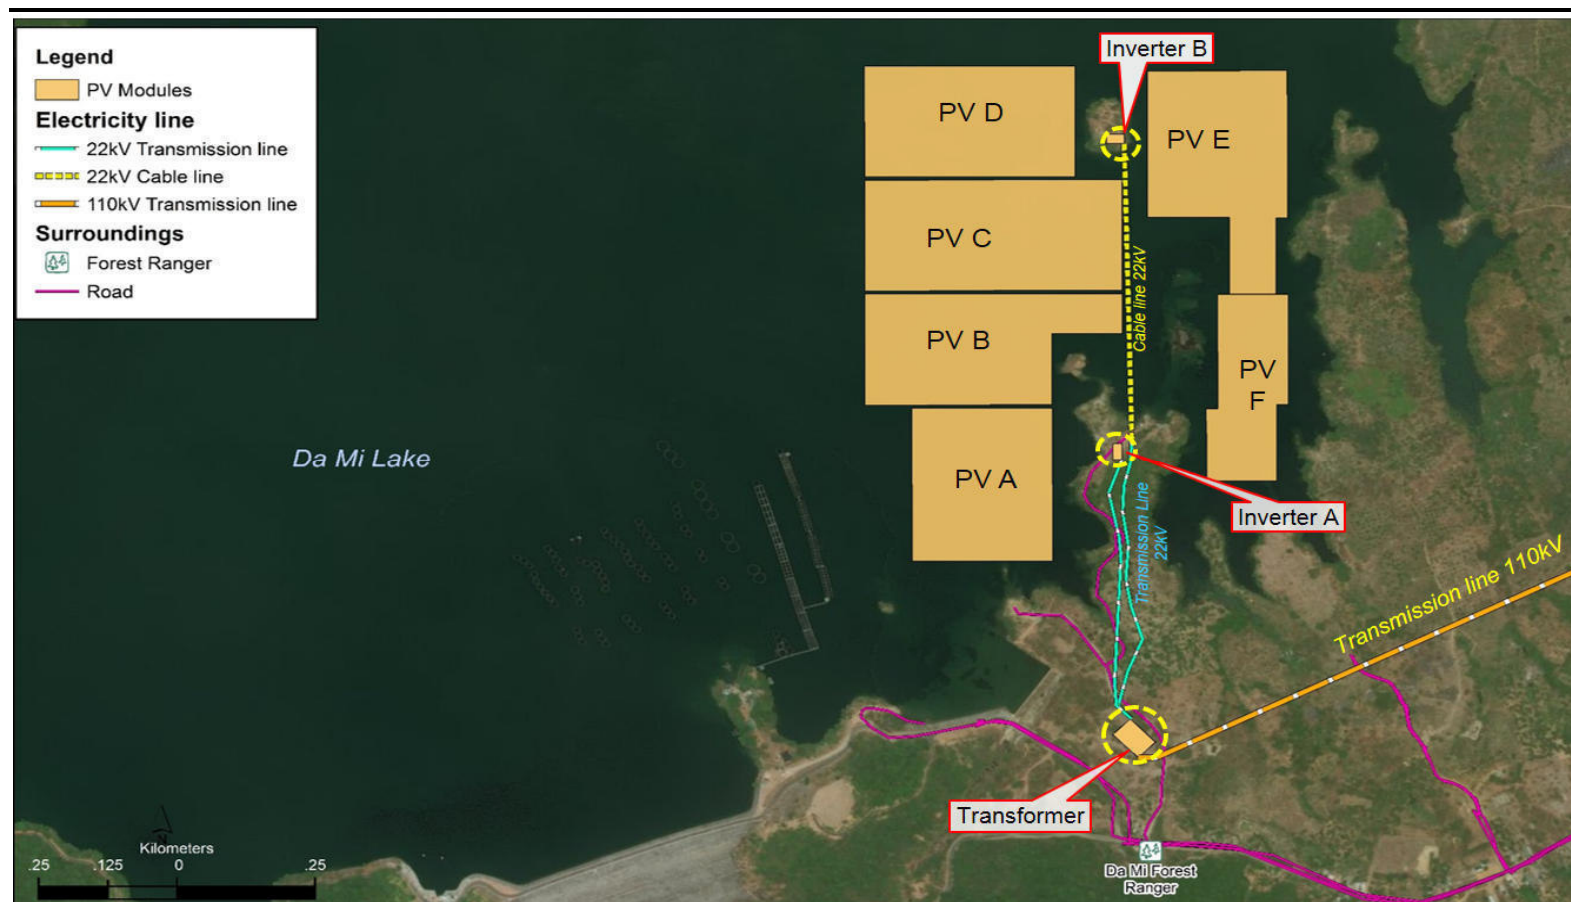 Legend
PV Modules
Electricity line
22kV Transmission line
22kV Cable line
110kV Transmission line
Surroundings
Forest Ranger
Road
Inverter B
PV D
PV E
PV C
Cable line 22kV
PV B
PV
F
Da Mi Lake
PV A
Inverter A
Transmission Line
22kV
Transmission line 110kV
Transformer
N
Kilometers
.25 .125 0 .25
Da Mi Forest
Ranger